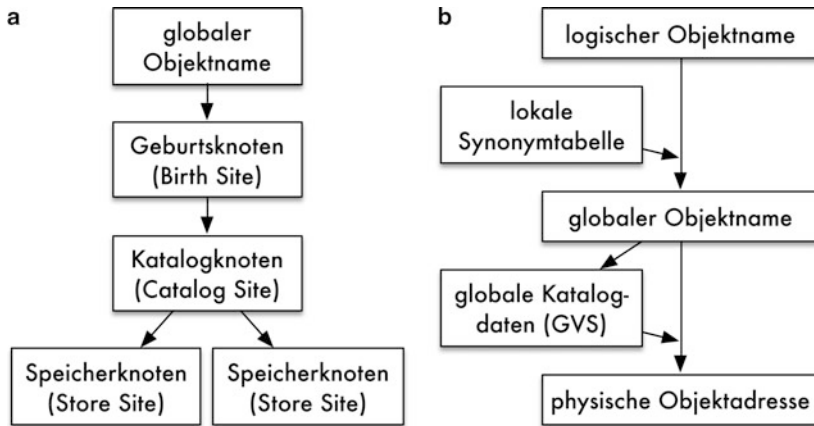 a
globaler
Objektname
Geburtsknoten
(Birth Site)
Katalogknoten
(Catalog Site)
Speicherknoten
(Store Site)
Speicherknoten
(Store Site)
b
logischer Objektname
lokale
Synonymtabelle
globaler Objektname
globale Katalog-
daten (GVS)
physische Objektadresse